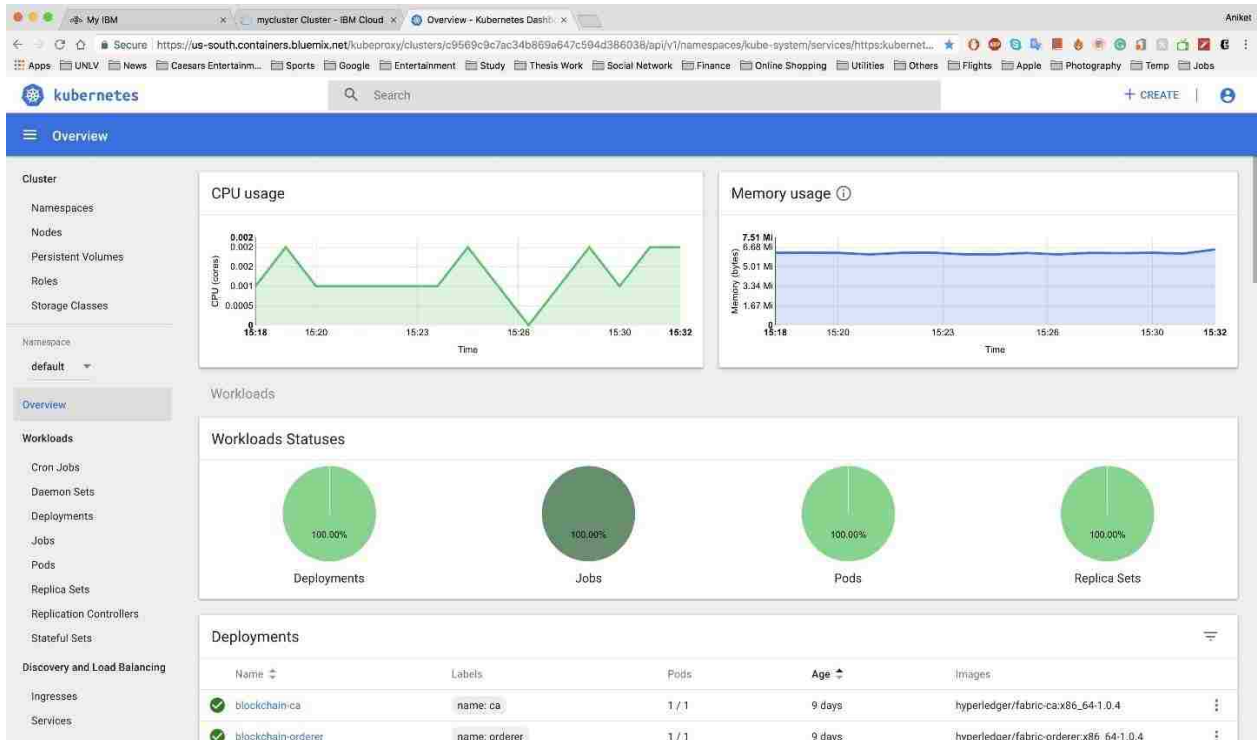 My IBM
mycluster Cluster - IBM Cloud
Overview - Kubernetes Dashb
Aniket
Secure https://us-south.containers.bluemix.net/kubeproxy/clusters/c9569c9c7ac34b869a647c594d386038/api/v1/namespaces/kube-system/services/https:kubernet...
Apps UNLV News Caesars Entertainm... Sports Google Entertainment Study Thesis Work Social Network Finance Online Shopping Utilities Others Flights Apple Photography Temp Jobs
kubernetes
Search
+ CREATE
Overview
Cluster
Namespaces
Nodes
Persistent Volumes
Roles
Storage Classes
Namespace
default
Overview
Workloads
Cron Jobs
Daemon Sets
Deployments
Jobs
Pods
Replica Sets
Replication Controllers
Stateful Sets
Discovery and Load Balancing
Ingresses
Services
CPU usage
CPU (cores)
0.002
0.002
0.002
0.001
0.0005
0
15:18 15:20 15:23 15:26 15:30 15:32
Time
Memory usage
Memory (bytes)
7.51 Mi
6.68 Mi
5.01 Mi
3.34 Mi
1.67 Mi
0
15:18 15:20 15:23 15:26 15:30 15:32
Time
Workloads
Workloads Statuses
100.00% 100.00% 100.00% 100.00%
Deployments Jobs Pods Replica Sets
Deployments
Name Labels Pods Age Images
blockchain-ca name: ca 1 / 1 9 days hyperledger/fabric-ca:x86_64-1.0.4
blockchain-orderer name: orderer 1 / 1 9 days hyperledger/fabric-orderer:x86_64-1.0.4